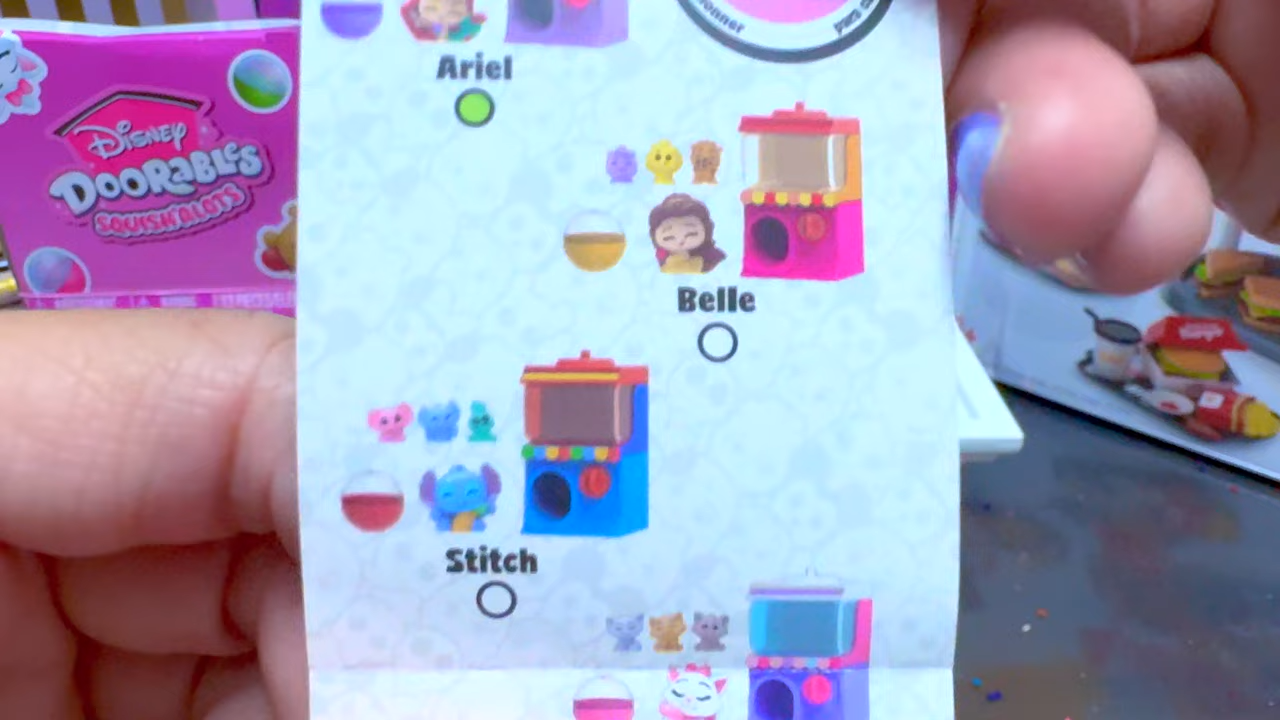 DISNEY
DOORABLES
SQUISH'ALOTS
Ariel
Belle
Stitch